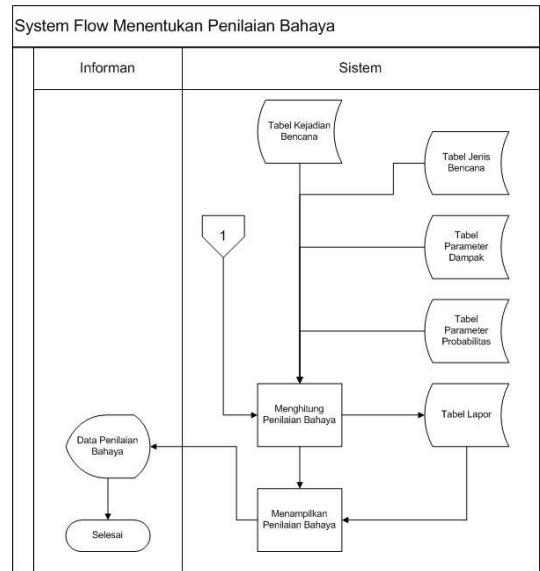 System Flow Menentukan Penilaian Bahaya
Informan
Sistem
Tabel Kejadian
Bencana
Tabel Jenis
Bencana
1
Tabel
Parameter
Dampak
Tabel
Parameter
Probabilitas
Menghitung
Penilaian Bahaya
Tabel Lapor
Data Penilaian
Bahaya
Menampilkan
Penilaian Bahaya
Selesai